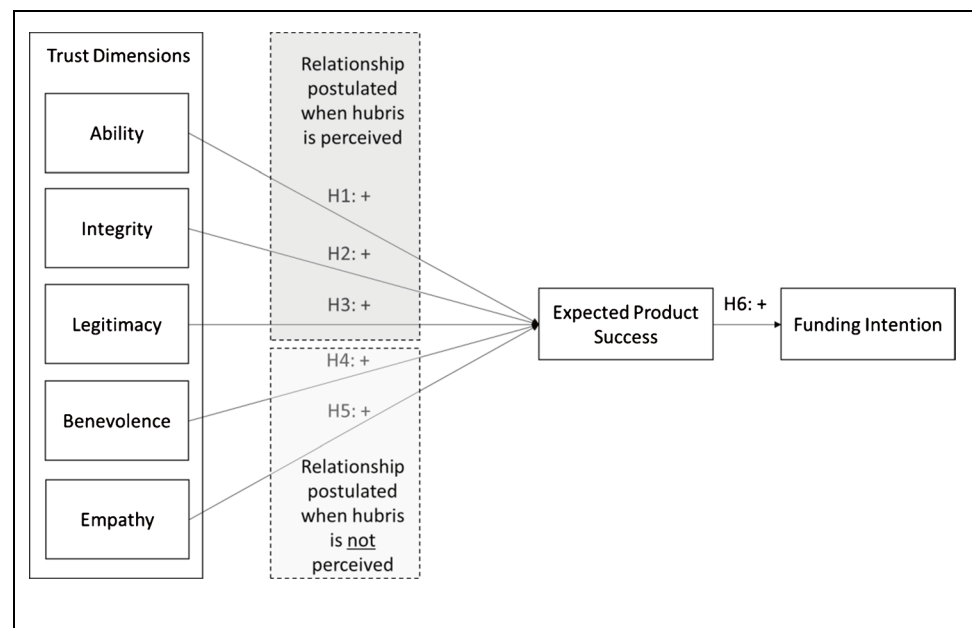 Trust Dimensions
Ability
Integrity
Legitimacy
Benevolence
Empathy
Relationship
postulated
when hubris
is perceived
H1: +
H2: +
H3: +
H4: +
H5: +
Relationship
postulated
when hubris
is not
perceived
Expected Product
Success
H6: +
Funding Intention